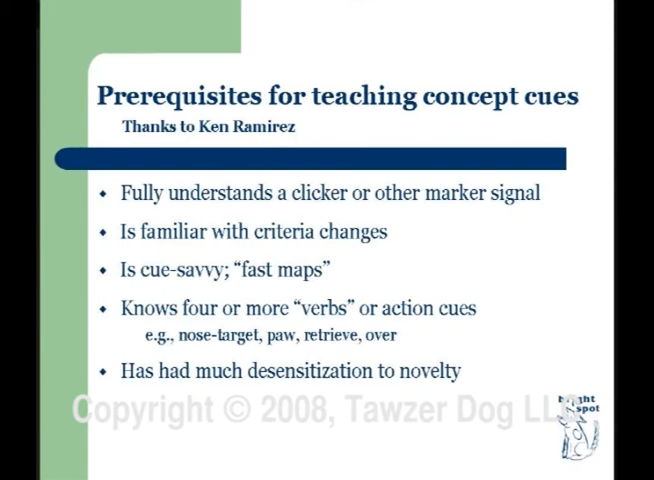 Prerequisites for teaching concept cues
Thanks to Ken Ramirez
Fully understands a clicker or other marker signal
Is familiar with criteria changes
Is cue-savvy; “fast maps”
Knows four or more “verbs” or action cues
e.g., nose-target, paw, retrieve, over
Has had much desensitization to novelty
Copyright © 2008, Tawzer Dog LLC
bright
spot